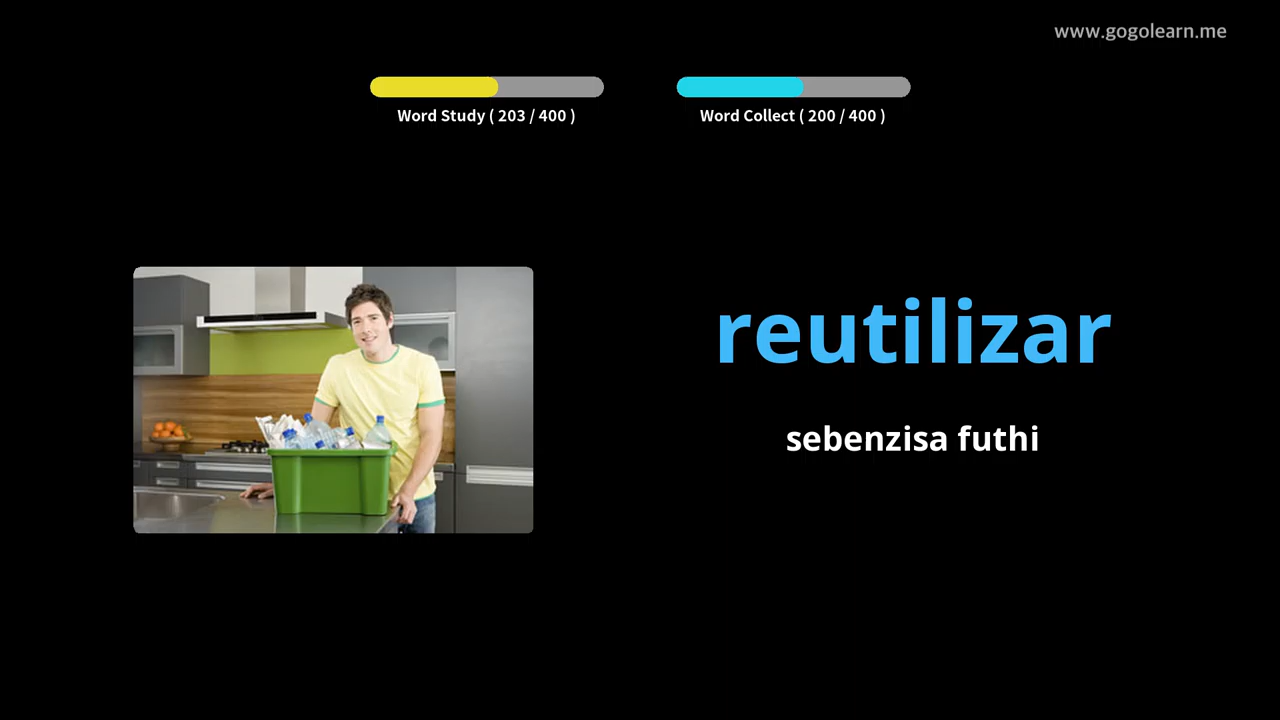 www.gogolearn.me
Word Study ( 203 / 400 )
Word Collect ( 200 / 400 )
reutilizar
sebenzisa futhi